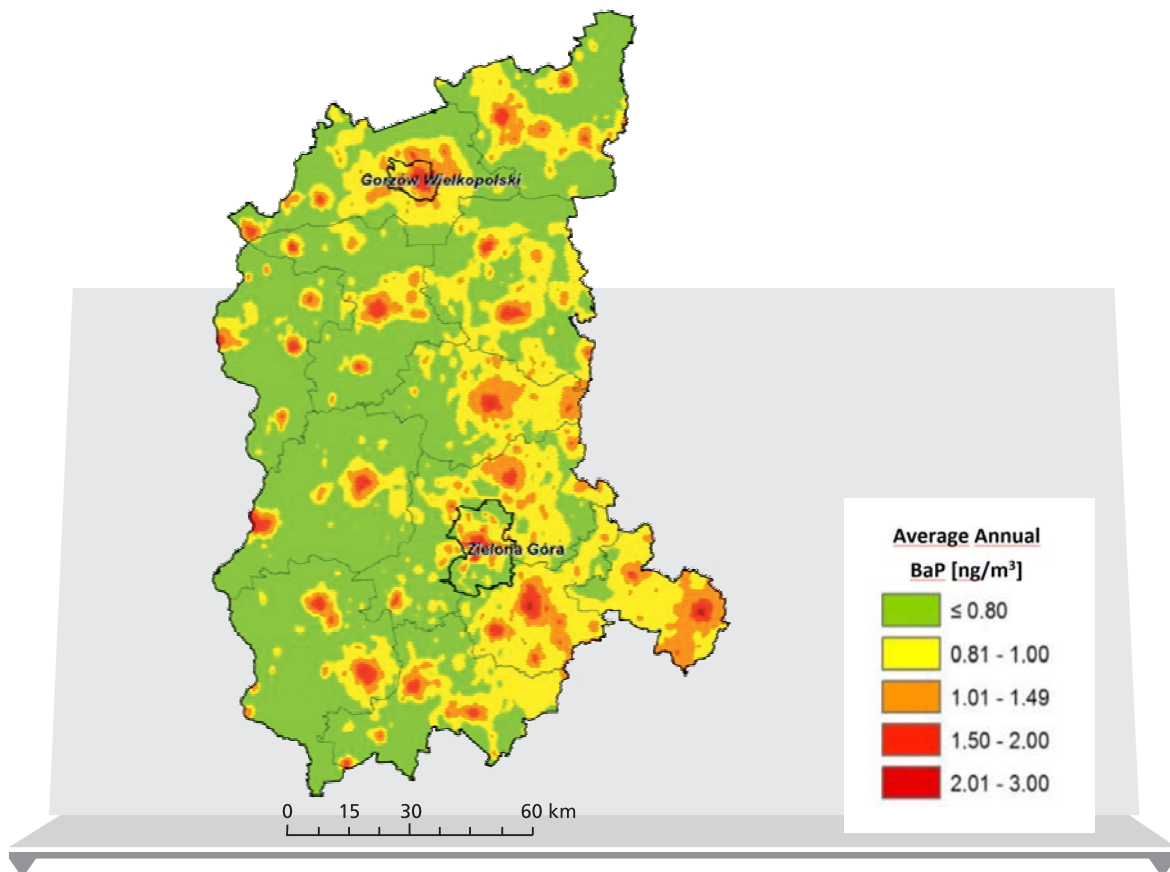 Gorzów Wielkopolski
Zielona Góra
Average Annual
BaP [ng/m³]
≤ 0.80
0.81 - 1.00
1.01 - 1.49
1.50 - 2.00
2.01 - 3.00
0 15 30 60 km